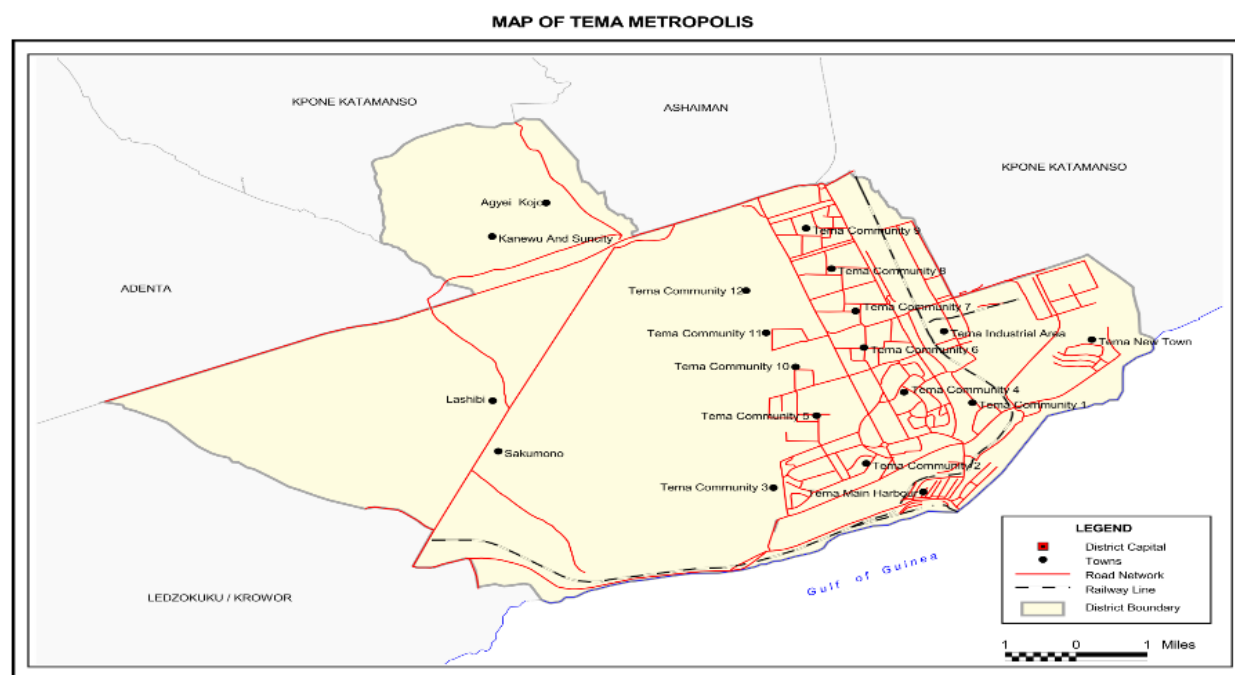 MAP OF TEMA METROPOLIS
KPONE KATAMANSO
ASHAIMAN
KPONE KATAMANSO
Agyei Kojo
Kanewu And Suncity
Tema Community 9
Tema Community 8
ADENTA
Tema Community 12
Tema Community 7
Tema Community 11
Tema Industrial Area
Tema New Town
Tema Community 6
Tema Community 10
Tema Community 4
Lashibi
Tema Community 1
Tema Community 5
Sakumono
Tema Community 2
Tema Community 3
Tema Main Harbour
Gulf of Guinea
LEDZOKUKU / KROWOR
LEGEND
District Capital
Towns
Road Network
Railway Line
District Boundary
1 0 1 Miles